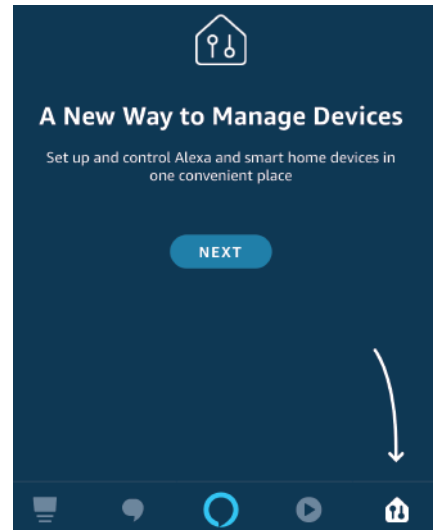 A New Way to Manage Devices
Set up and control Alexa and smart home devices in
one convenient place
NEXT